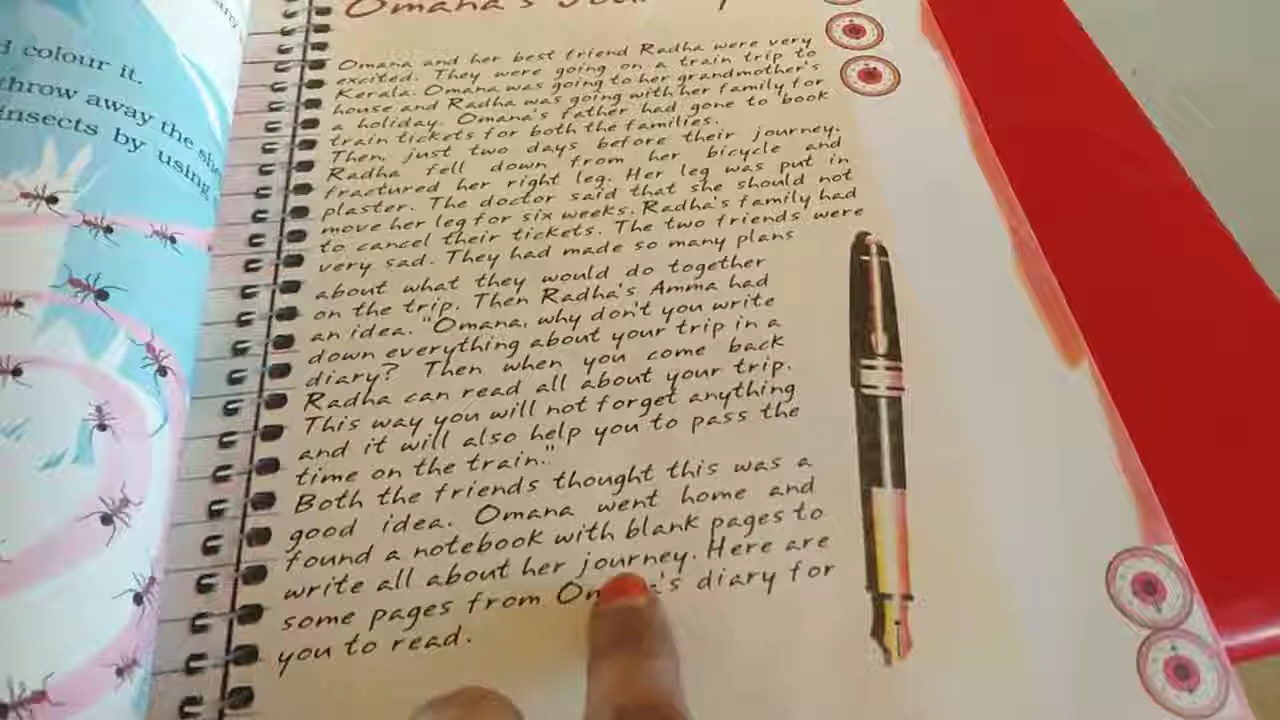 arry
d colour it.
throw away the she
insects by using
Omana's
Omana and her best friend Radha were very
excited. They were going on a train trip to
Kerala. Omana was going to her grandmother's
house and Radha was going with her family for
a holiday. Omana's father had gone to book
train tickets for both the families.
Then, just two days before their journey,
Radha fell down from her bicycle and
fractured her right leg. Her leg was put in
plaster. The doctor said that she should not
move her leg for six weeks. Radha's family had
to cancel their tickets. The two friends were
very sad. They had made so many plans
about what they would do together
on the trip. Then Radha's Amma had
an idea. "Omana, why don't you write
down everything about your trip in a
diary? Then when you come back
Radha can read all about your trip.
This way you will not forget anything
and it will also help you to pass the
time on the train."
Both the friends thought this was a
good idea. Omana went home and
found a notebook with blank pages to
write all about her journey. Here are
some pages from Om 's diary for
you to read.